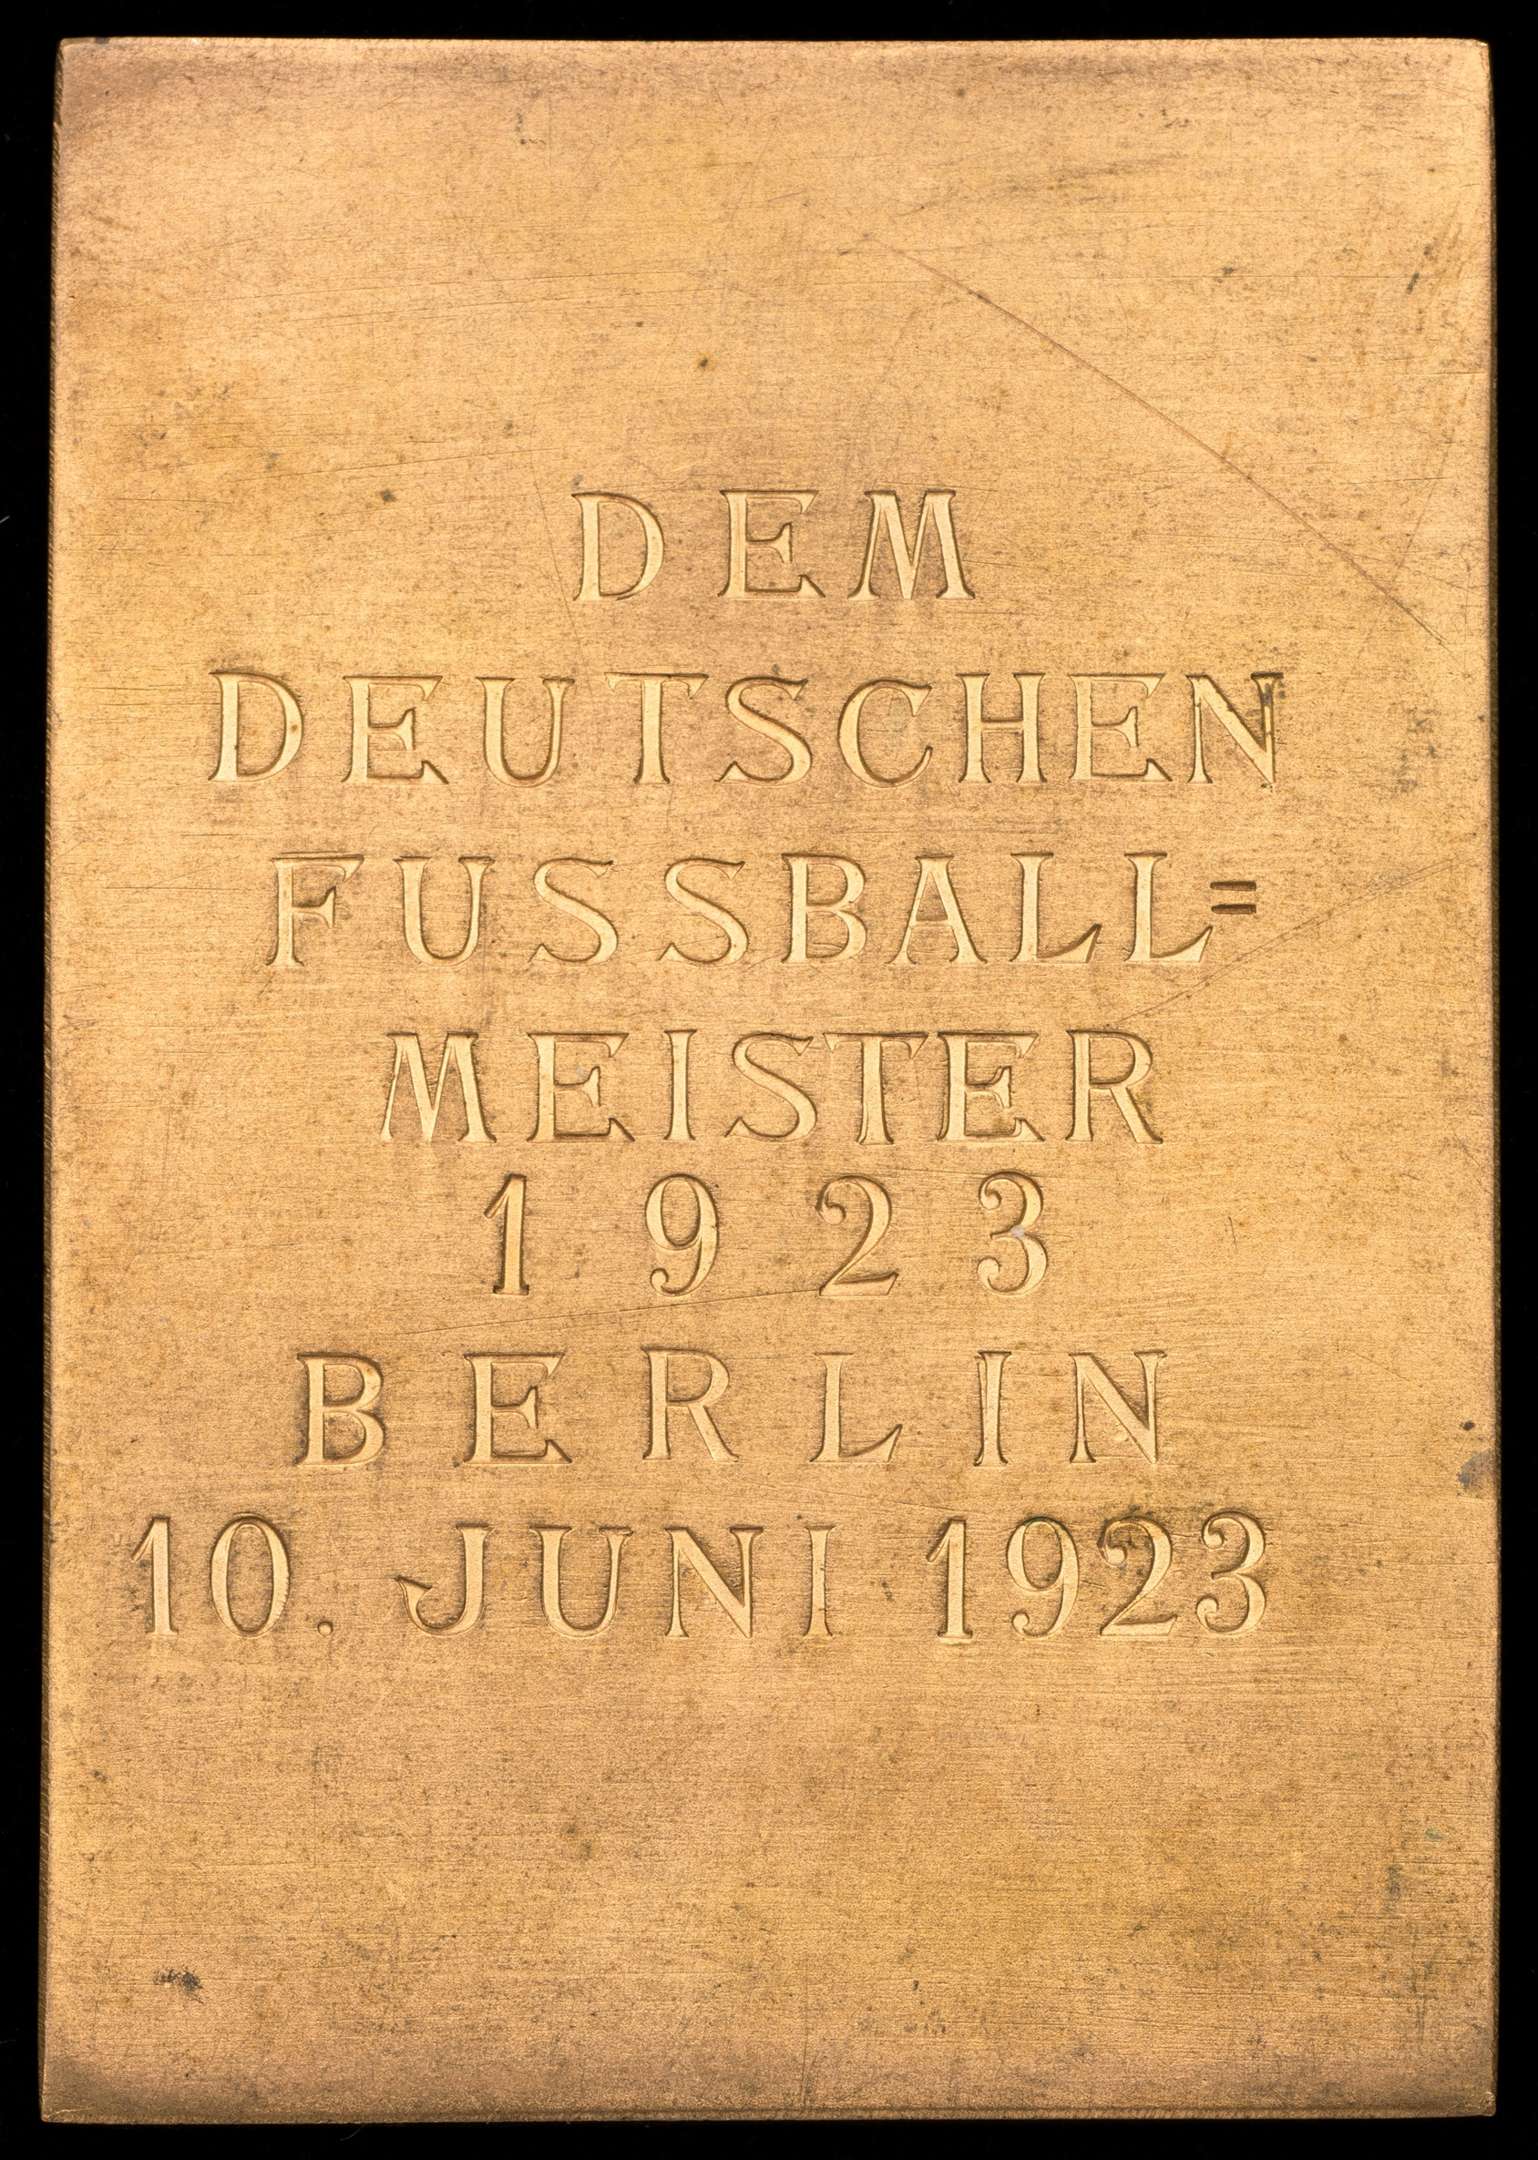 DEM
DEUTSCHEN
FUSSBALL=
MEISTER
1923
BERLIN
10. JUNI 1923